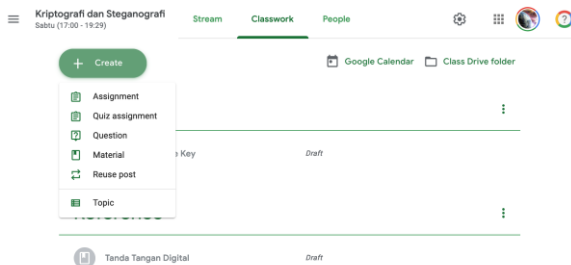 Kriptografi dan Steganografi
Sabtu (17:00 - 19:29)
Stream
Classwork
People
Create
Google Calendar
Class Drive folder
Assignment
Quiz assignment
Question
Material
Key
Draft
Reuse post
Topic
Tanda Tangan Digital
Draft